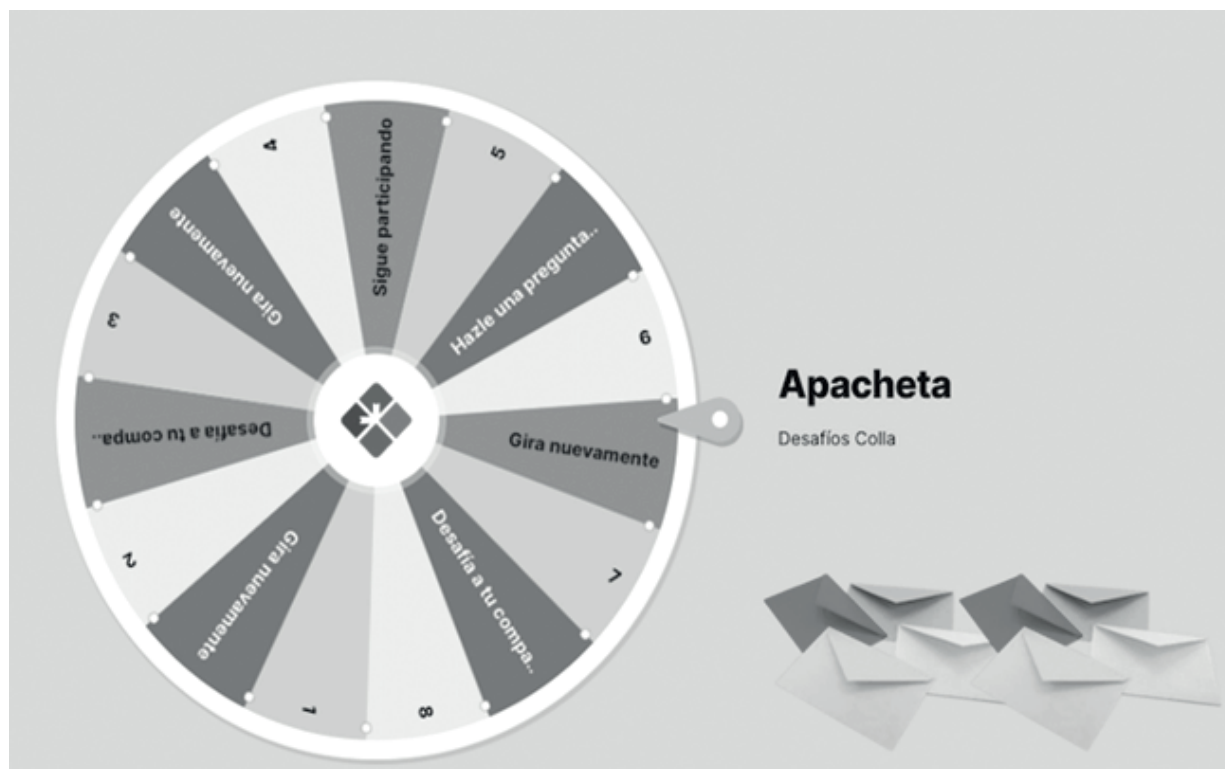 Sigue participando
5
Hazle una pregunta..
6
Gira nuevamente
7
Desafía a tu compa..
8
1
Gira nuevamente
2
Desafía a tu compa..
3
Gira nuevamente
4
Apacheta
Desafíos Colla